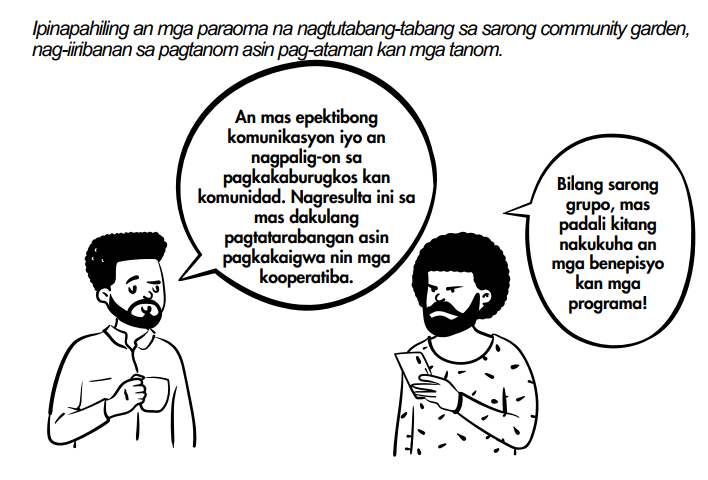 Ipinapahiling an mga paraoma na nagtutabang-tabang sa sarong community garden,
nag-iiribanan sa pagtanom asin pag-ataman kan mga tanom.
An mas epektibong
komunikasyon iyo an
nagpalig-on sa
pagkakaburugkos kan
komunidad. Nagresulta ini sa
mas dakulang
pagtatarabangan asin
pagkakaigwa nin mga
kooperatiba.
Bilang sarong
grupo, mas
padali kitang
nakukuha an
mga benepisyo
kan mga
programa!